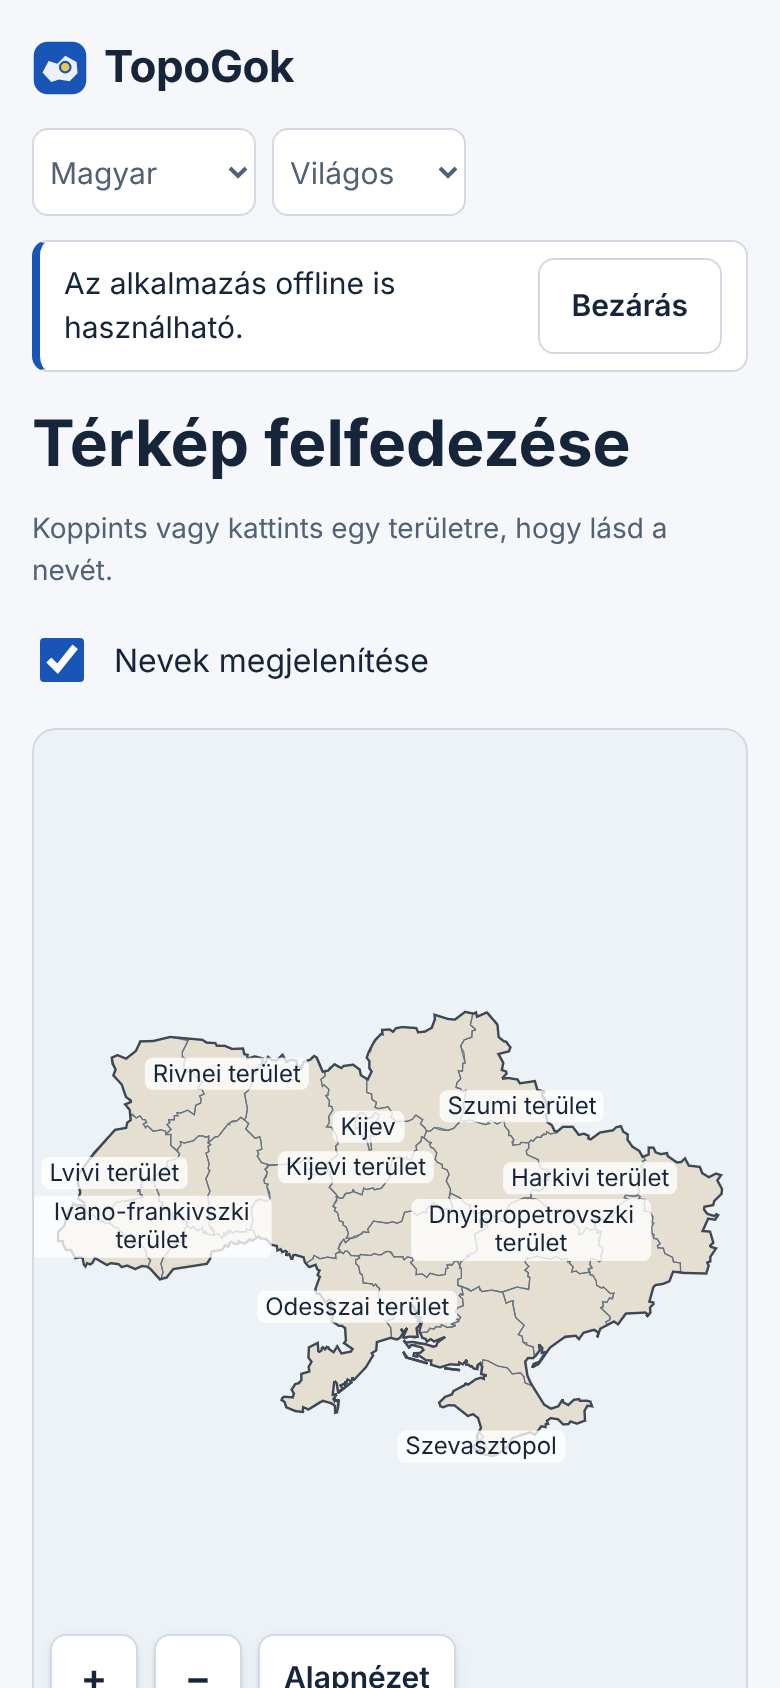 TopoGok
Magyar
Világos
Az alkalmazás offline is
használható.
Bezárás
Térkép felfedezése
Koppints vagy kattints egy területre, hogy lásd a
nevét.
Nevek megjelenítése
Rivnei terület
Szumi terület
Kijev
Kijevi terület
Lvivi terület
Harkivi terület
Ivano-frankivszki
terület
Dnyipropetrovszki
terület
Odesszai terület
Szevasztopol
+
−
Alapnézet